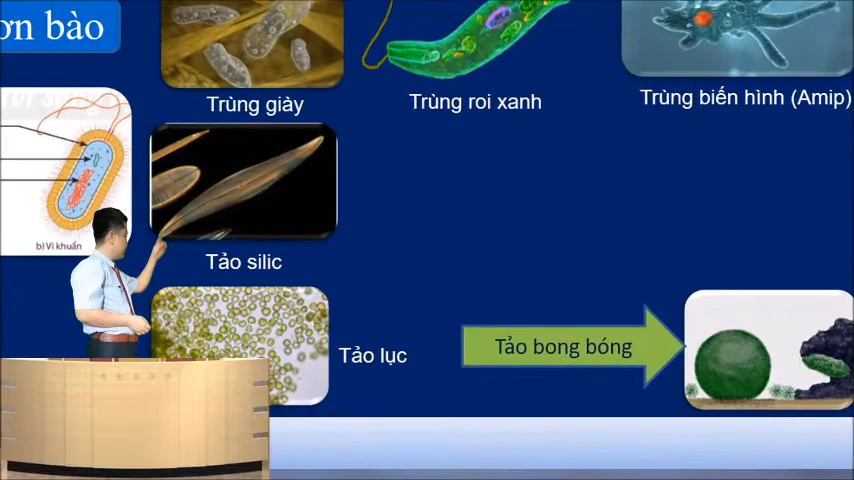 ơn bào
Trùng giày
Trùng roi xanh
Trùng biến hình (Amip)
b) Vi khuẩn
Tảo silic
Tảo lục
Tảo bong bóng